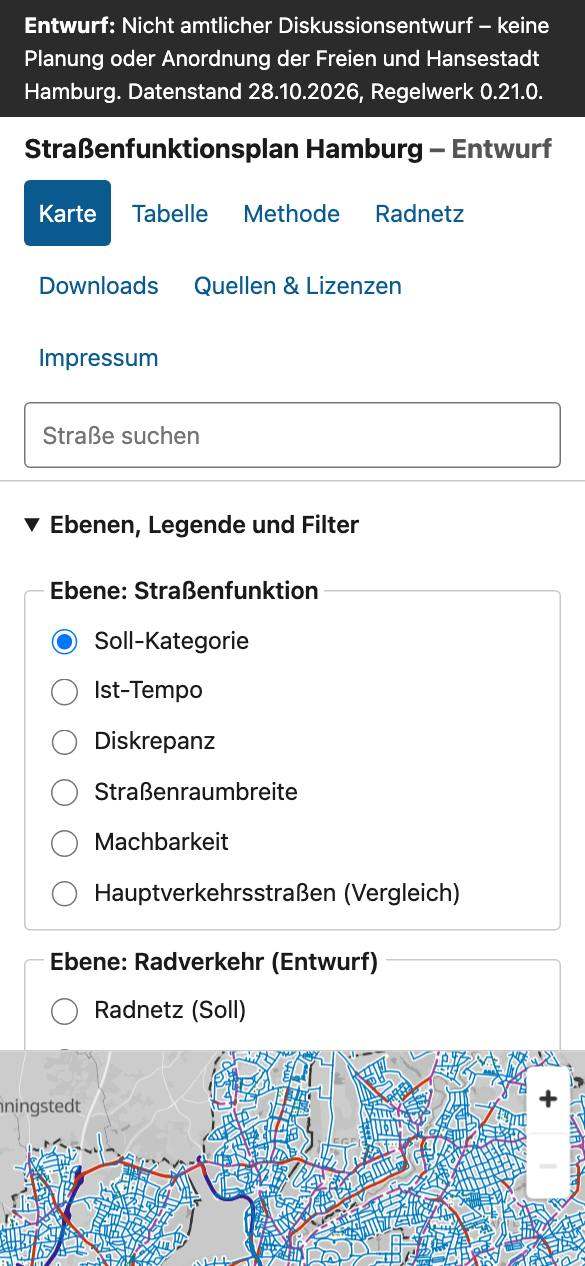 Entwurf: Nicht amtlicher Diskussionsentwurf – keine
Planung oder Anordnung der Freien und Hansestadt
Hamburg. Datenstand 28.10.2026, Regelwerk 0.21.0.
Straßenfunktionsplan Hamburg – Entwurf
Karte Tabelle Methode Radnetz
Downloads Quellen & Lizenzen
Impressum
Straße suchen
▼ Ebenen, Legende und Filter
Ebene: Straßenfunktion
Soll-Kategorie
Ist-Tempo
Diskrepanz
Straßenraumbreite
Machbarkeit
Hauptverkehrsstraßen (Vergleich)
Ebene: Radverkehr (Entwurf)
Radnetz (Soll)
nningstedt
+
−